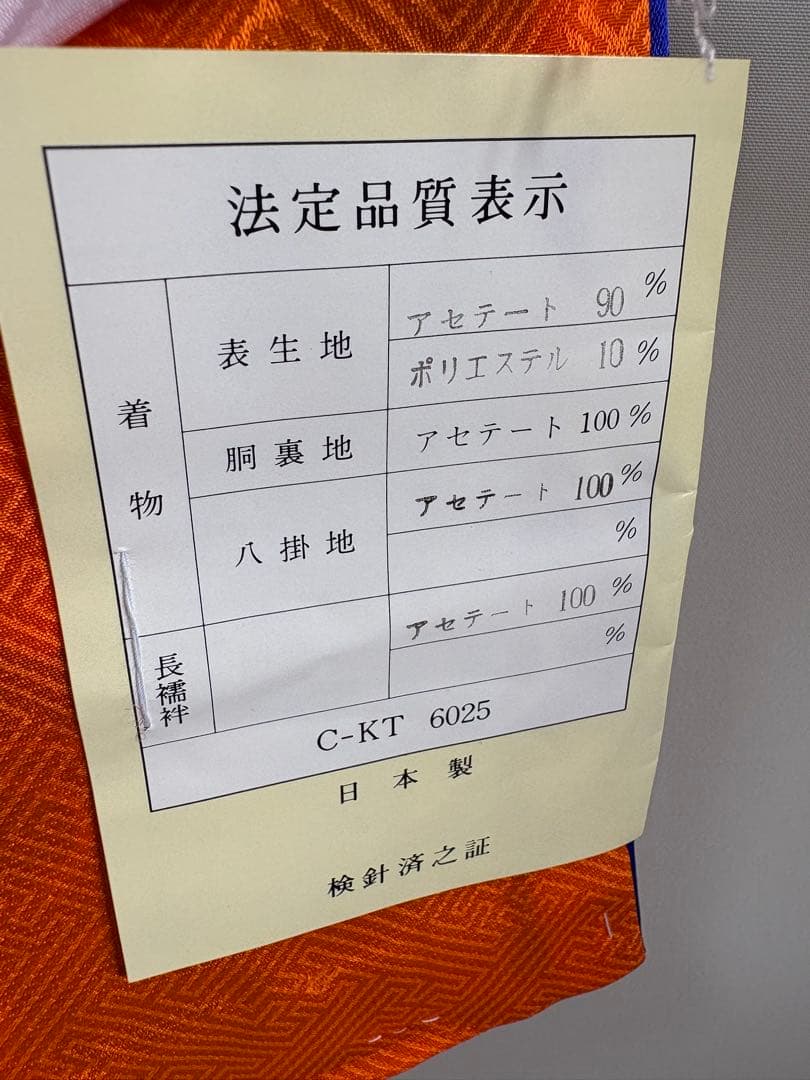 法定品質表示
着物
表生地
アセテート 90 %
ポリエステル 10 %
胴裏地
アセテート 100 %
八掛地
アセテート 100 %
%
長襦袢
アセテート 100 %
%
C-KT 6025
日本製
検針済之証